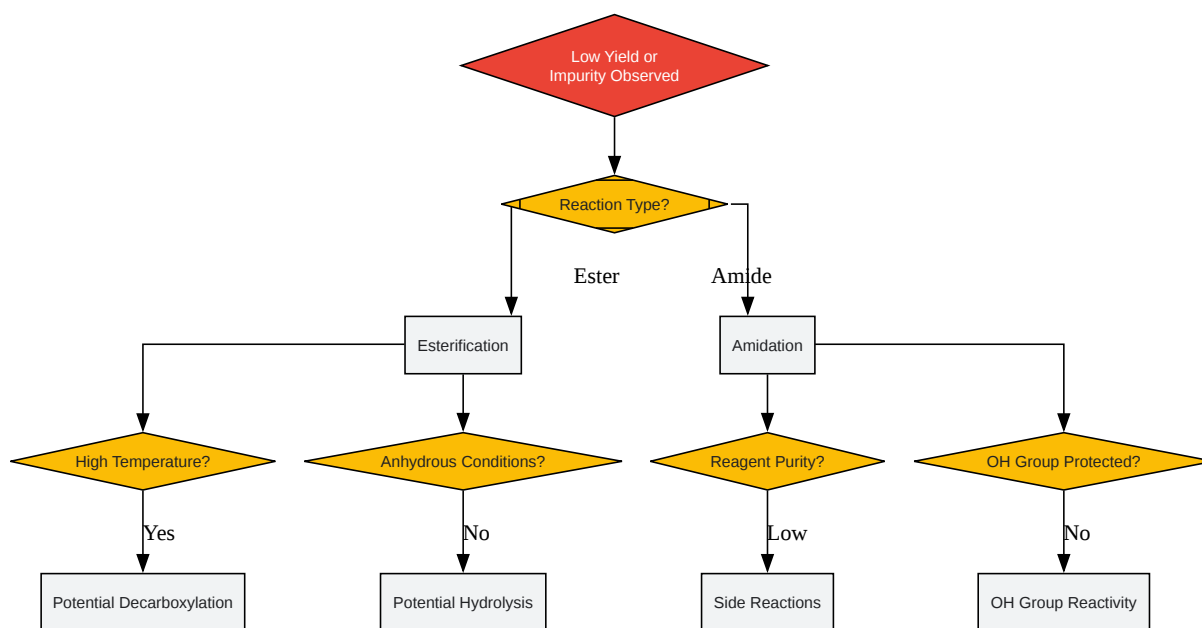 Low Yield or
Impurity Observed
Reaction Type?
Ester
Amide
Esterification
Amidation
High Temperature?
Anhydrous Conditions?
Reagent Purity?
OH Group Protected?
Yes
No
Low
No
Potential Decarboxylation
Potential Hydrolysis
Side Reactions
OH Group Reactivity